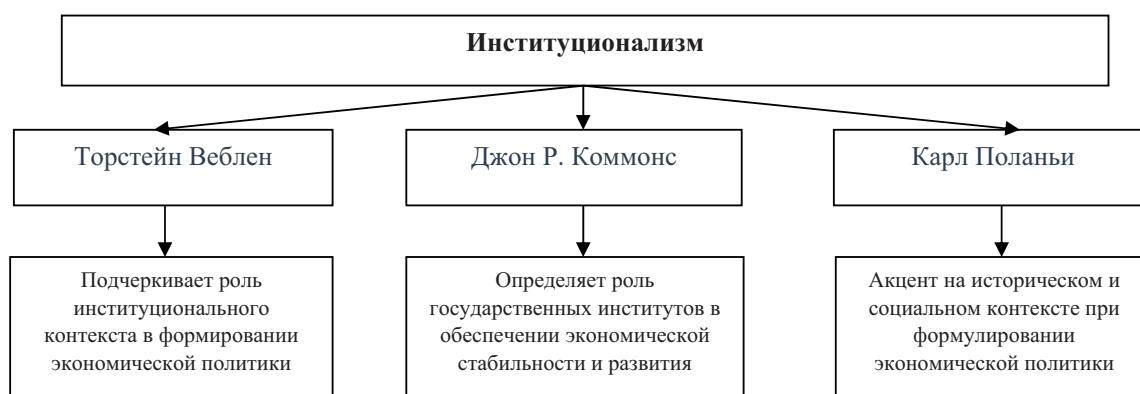 Институционализм
Торстейн Веблен
Джон Р. Коммонс
Карл Поланьи
Подчеркивает роль
институционального
контекста в формировании
экономической политики
Определяет роль
государственных институтов в
обеспечении экономической
стабильности и развития
Акцент на историческом и
социальном контексте при
формулировании
экономической политики